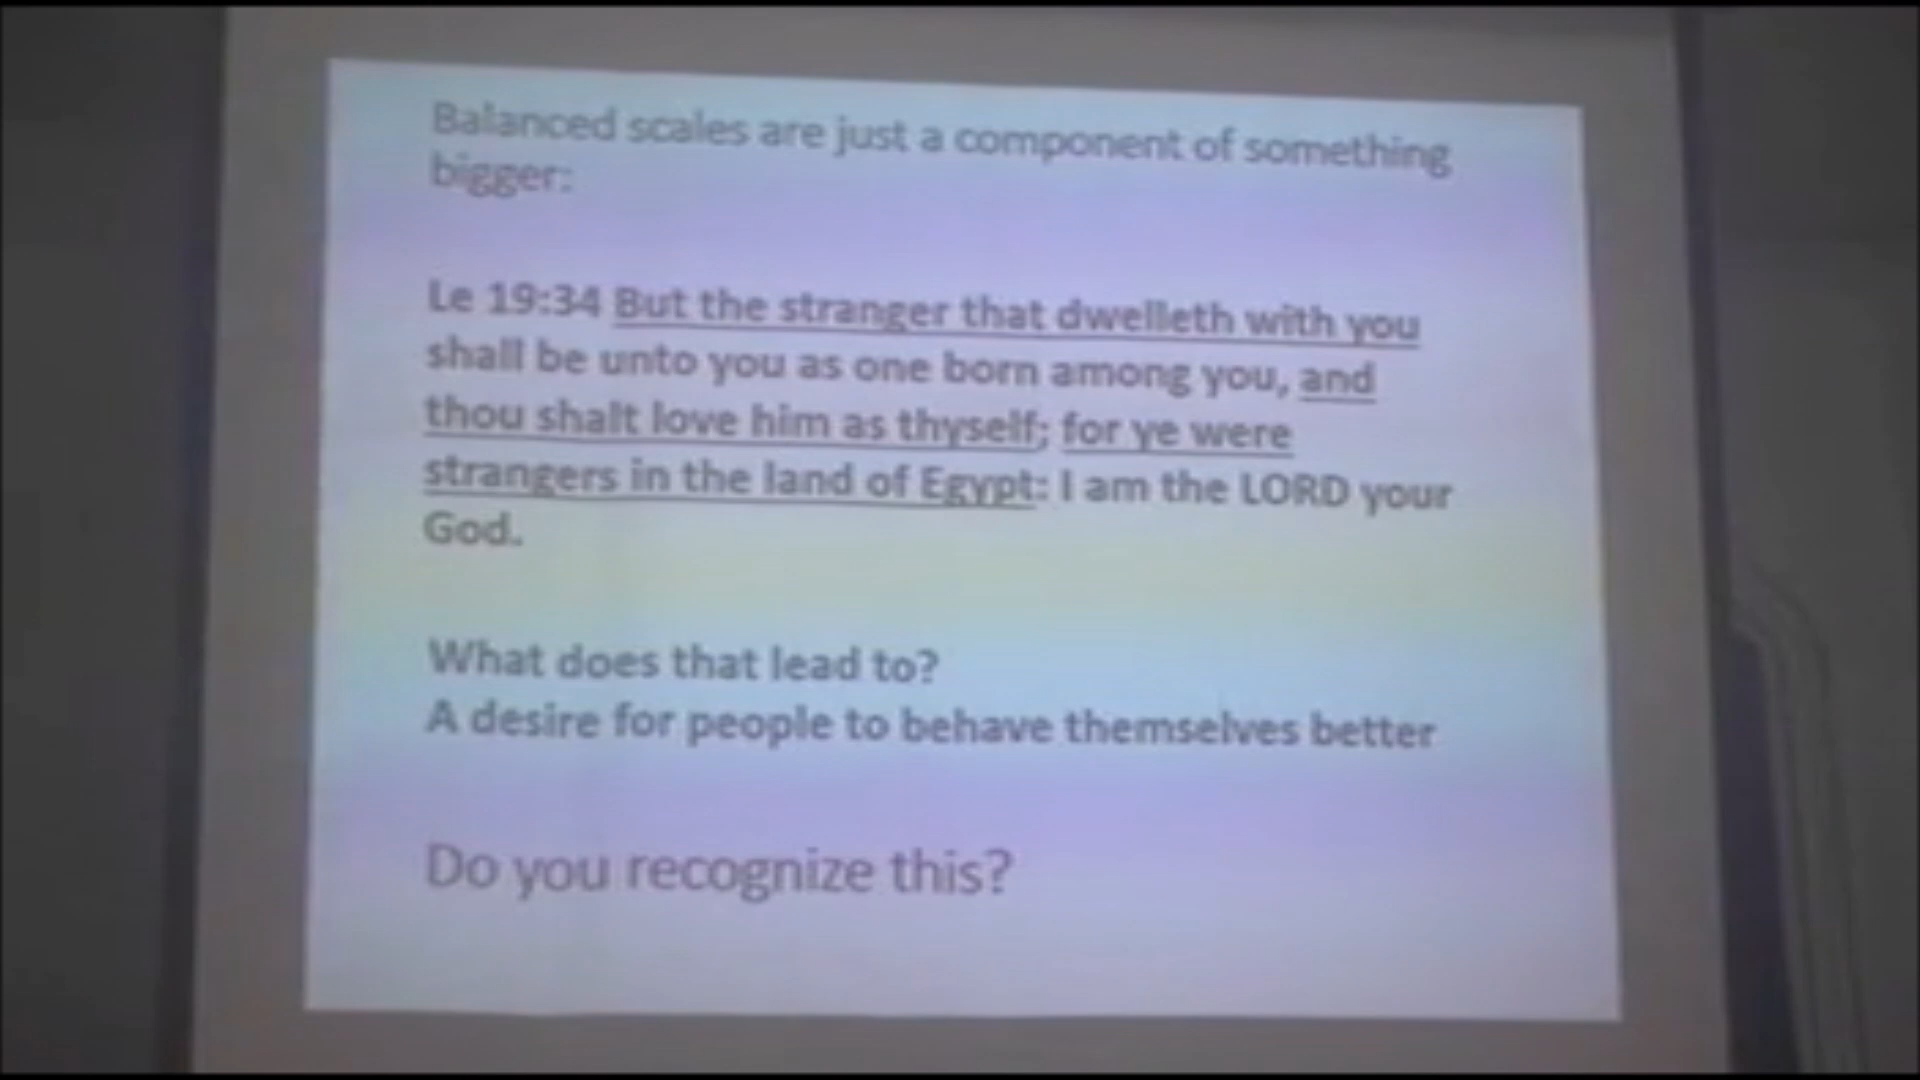 Balanced scales are just a component of something
bigger:
Le 19:34 But the stranger that dwelleth with you
shall be unto you as one born among you, and
thou shalt love him as thyself; for ye were
strangers in the land of Egypt: I am the LORD your
God.
What does that lead to?
A desire for people to behave themselves better
Do you recognize this?